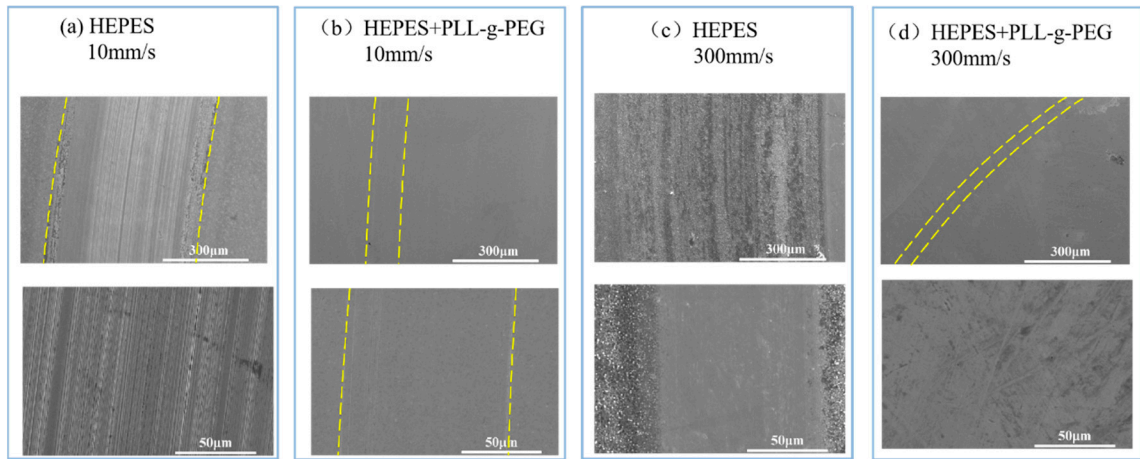 (a) HEPES
10mm/s
（b） HEPES+PLL-g-PEG
10mm/s
（c） HEPES
300mm/s
（d） HEPES+PLL-g-PEG
300mm/s
300μm
300μm
300μm
300μm
50μm
50μm
50μm
50μm